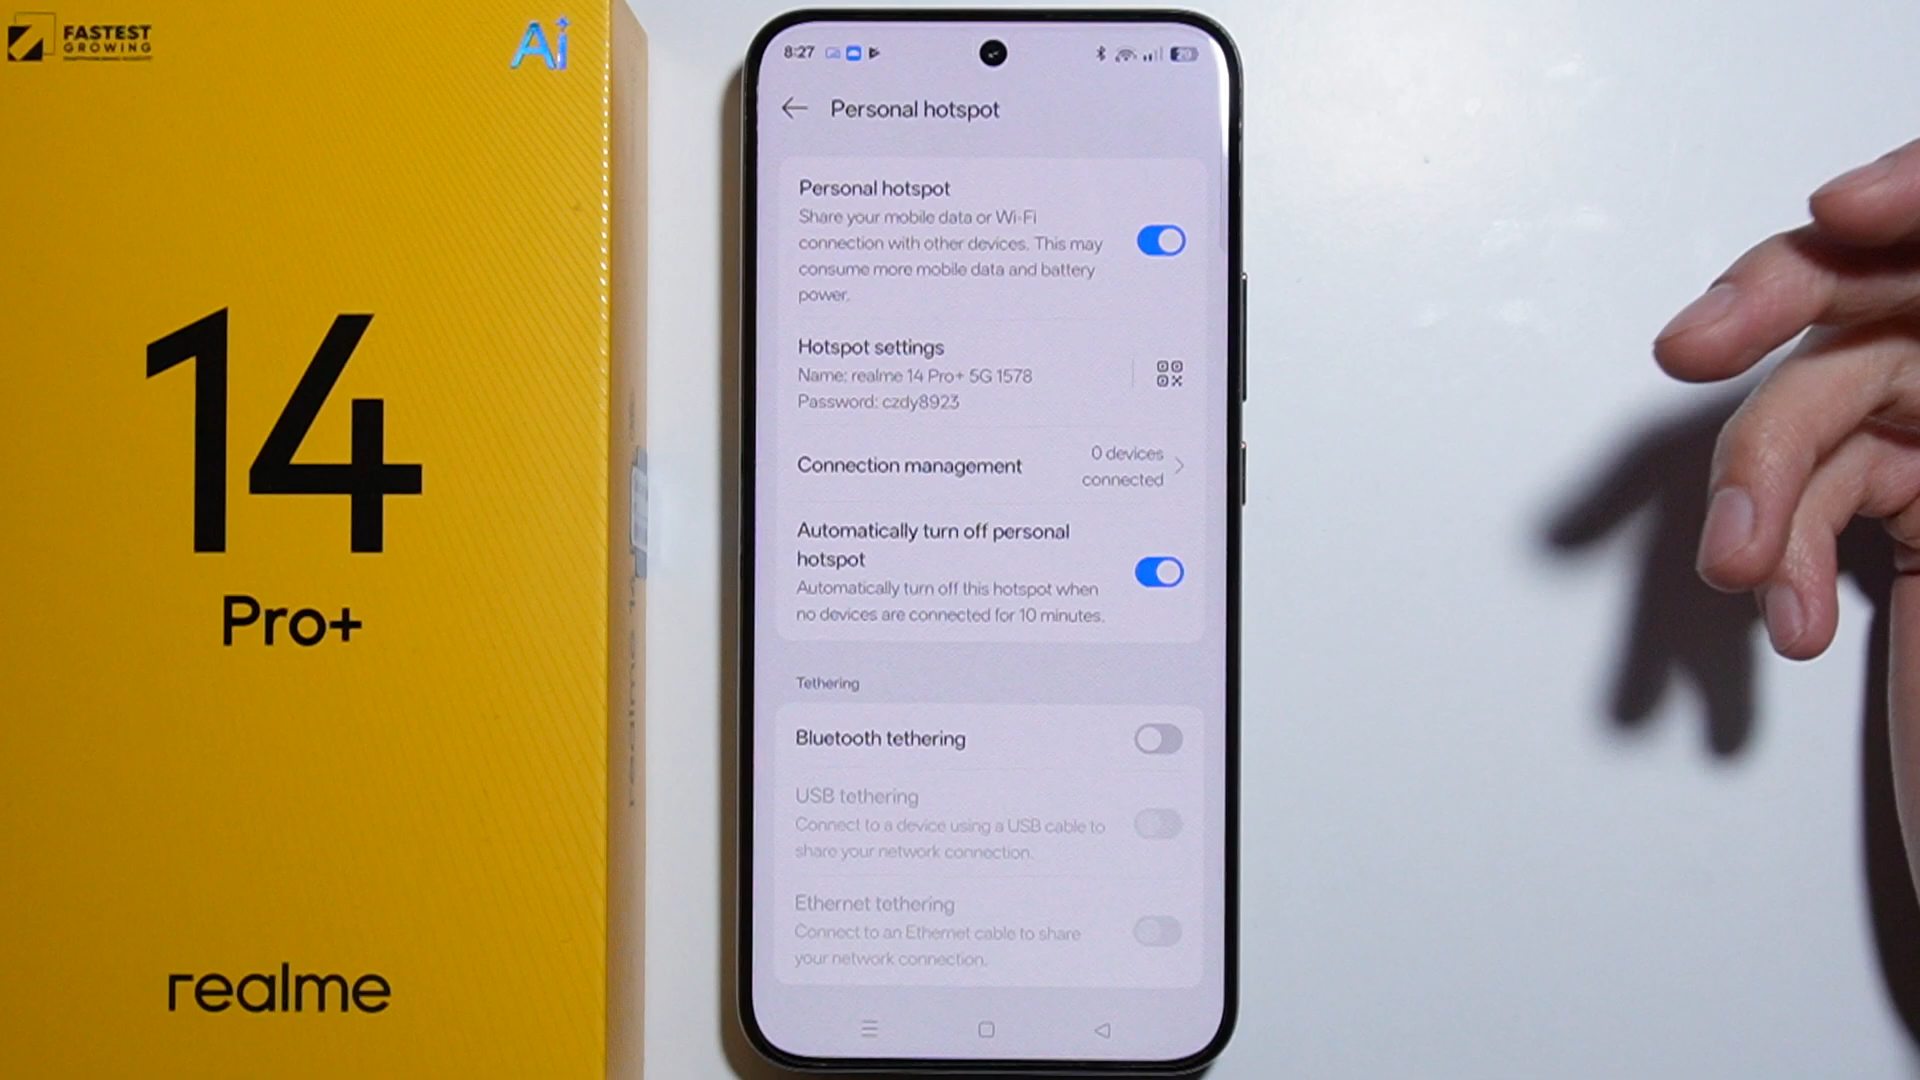 FASTEST
GROWING
Ai
14
Pro+
realme
8:27
Personal hotspot
Personal hotspot
Share your mobile data or Wi-Fi
connection with other devices. This may
consume more mobile data and battery
power.
Hotspot settings
Name: realme 14 Pro+ 5G 1578
Password: czdy8923
Connection management
0 devices
connected
Automatically turn off personal
hotspot
Automatically turn off this hotspot when
no devices are connected for 10 minutes.
Tethering
Bluetooth tethering
USB tethering
Connect to a device using a USB cable to
share your network connection.
Ethernet tethering
Connect to an Ethernet cable to share
your network connection.